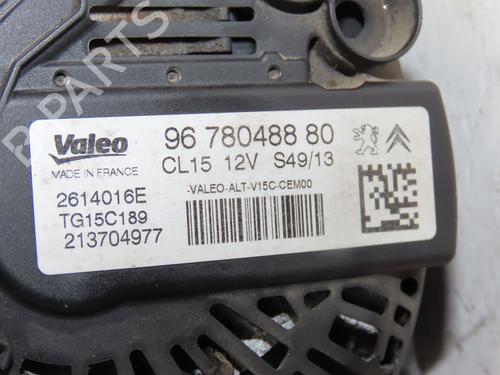 B PARTS
Valeo
96 780488 80
MADE IN FRANCE
CL15 12V S49/13
2614016E
-VALEO-ALT-V15C-CEM00
TG15C189
213704977